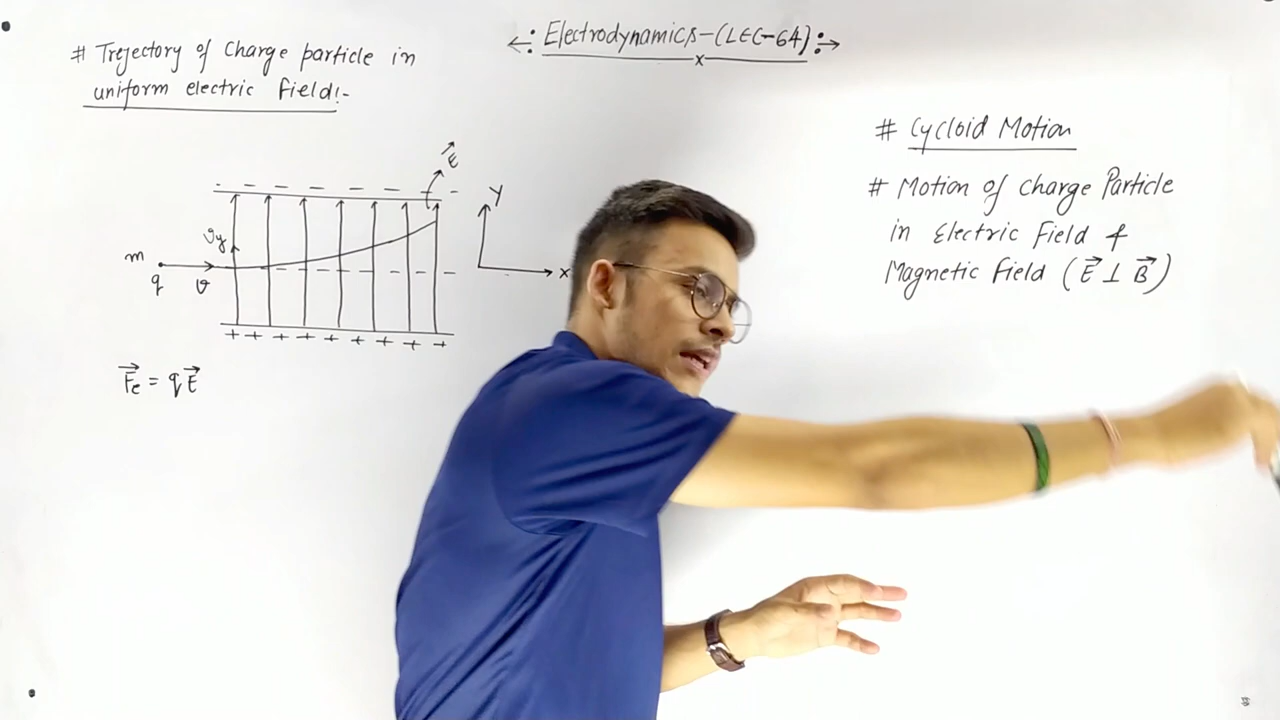 Electrodynamics-(LEC-64)
# Trejectory of Charge particle in
uniform electric field:-
E
- - - - - - - -
y
vy
m
q
v
x
+ + + + + + + + +
Fe = qE
# Cycloid Motion
# Motion of Charge Particle
in Electric Field &
Magnetic Field (E ⊥ B)